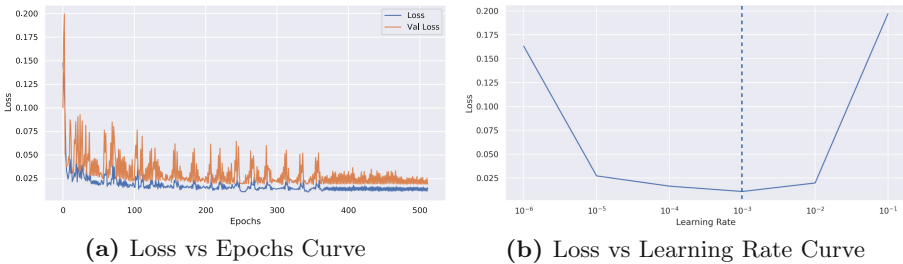 Loss
Val Loss
0.200
0.175
0.150
0.125
0.100
0.075
0.050
0.025
Loss
0 100 200 300 400 500
Epochs
(a) Loss vs Epochs Curve
0.200
0.175
0.150
0.125
0.100
0.075
0.050
0.025
Loss
10⁻⁶ 10⁻⁵ 10⁻⁴ 10⁻³ 10⁻² 10⁻¹
Learning Rate
(b) Loss vs Learning Rate Curve